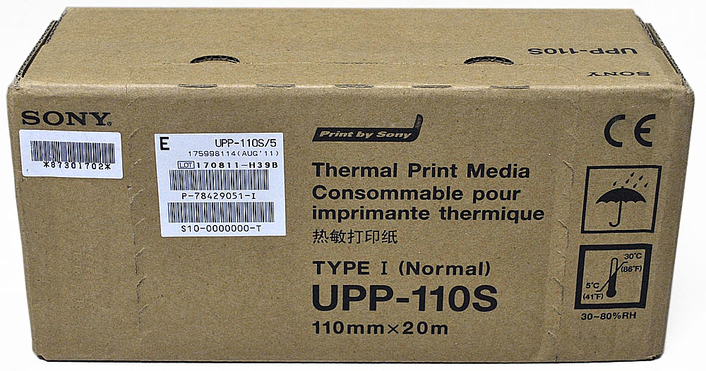 UPP-110S
SONY
SONY
*87301702*
E UPP-110S/5
175998114(AUG'11)
LOT 170811-H39B
P-78429051-I
S10-0000000-T
Print by Sony
CE
Thermal Print Media
Consommable pour
imprimante thermique
热敏打印纸
TYPE I (Normal)
UPP-110S
110mm×20m
30°C
(86°F)
5°C
(41°F)
30~80%RH